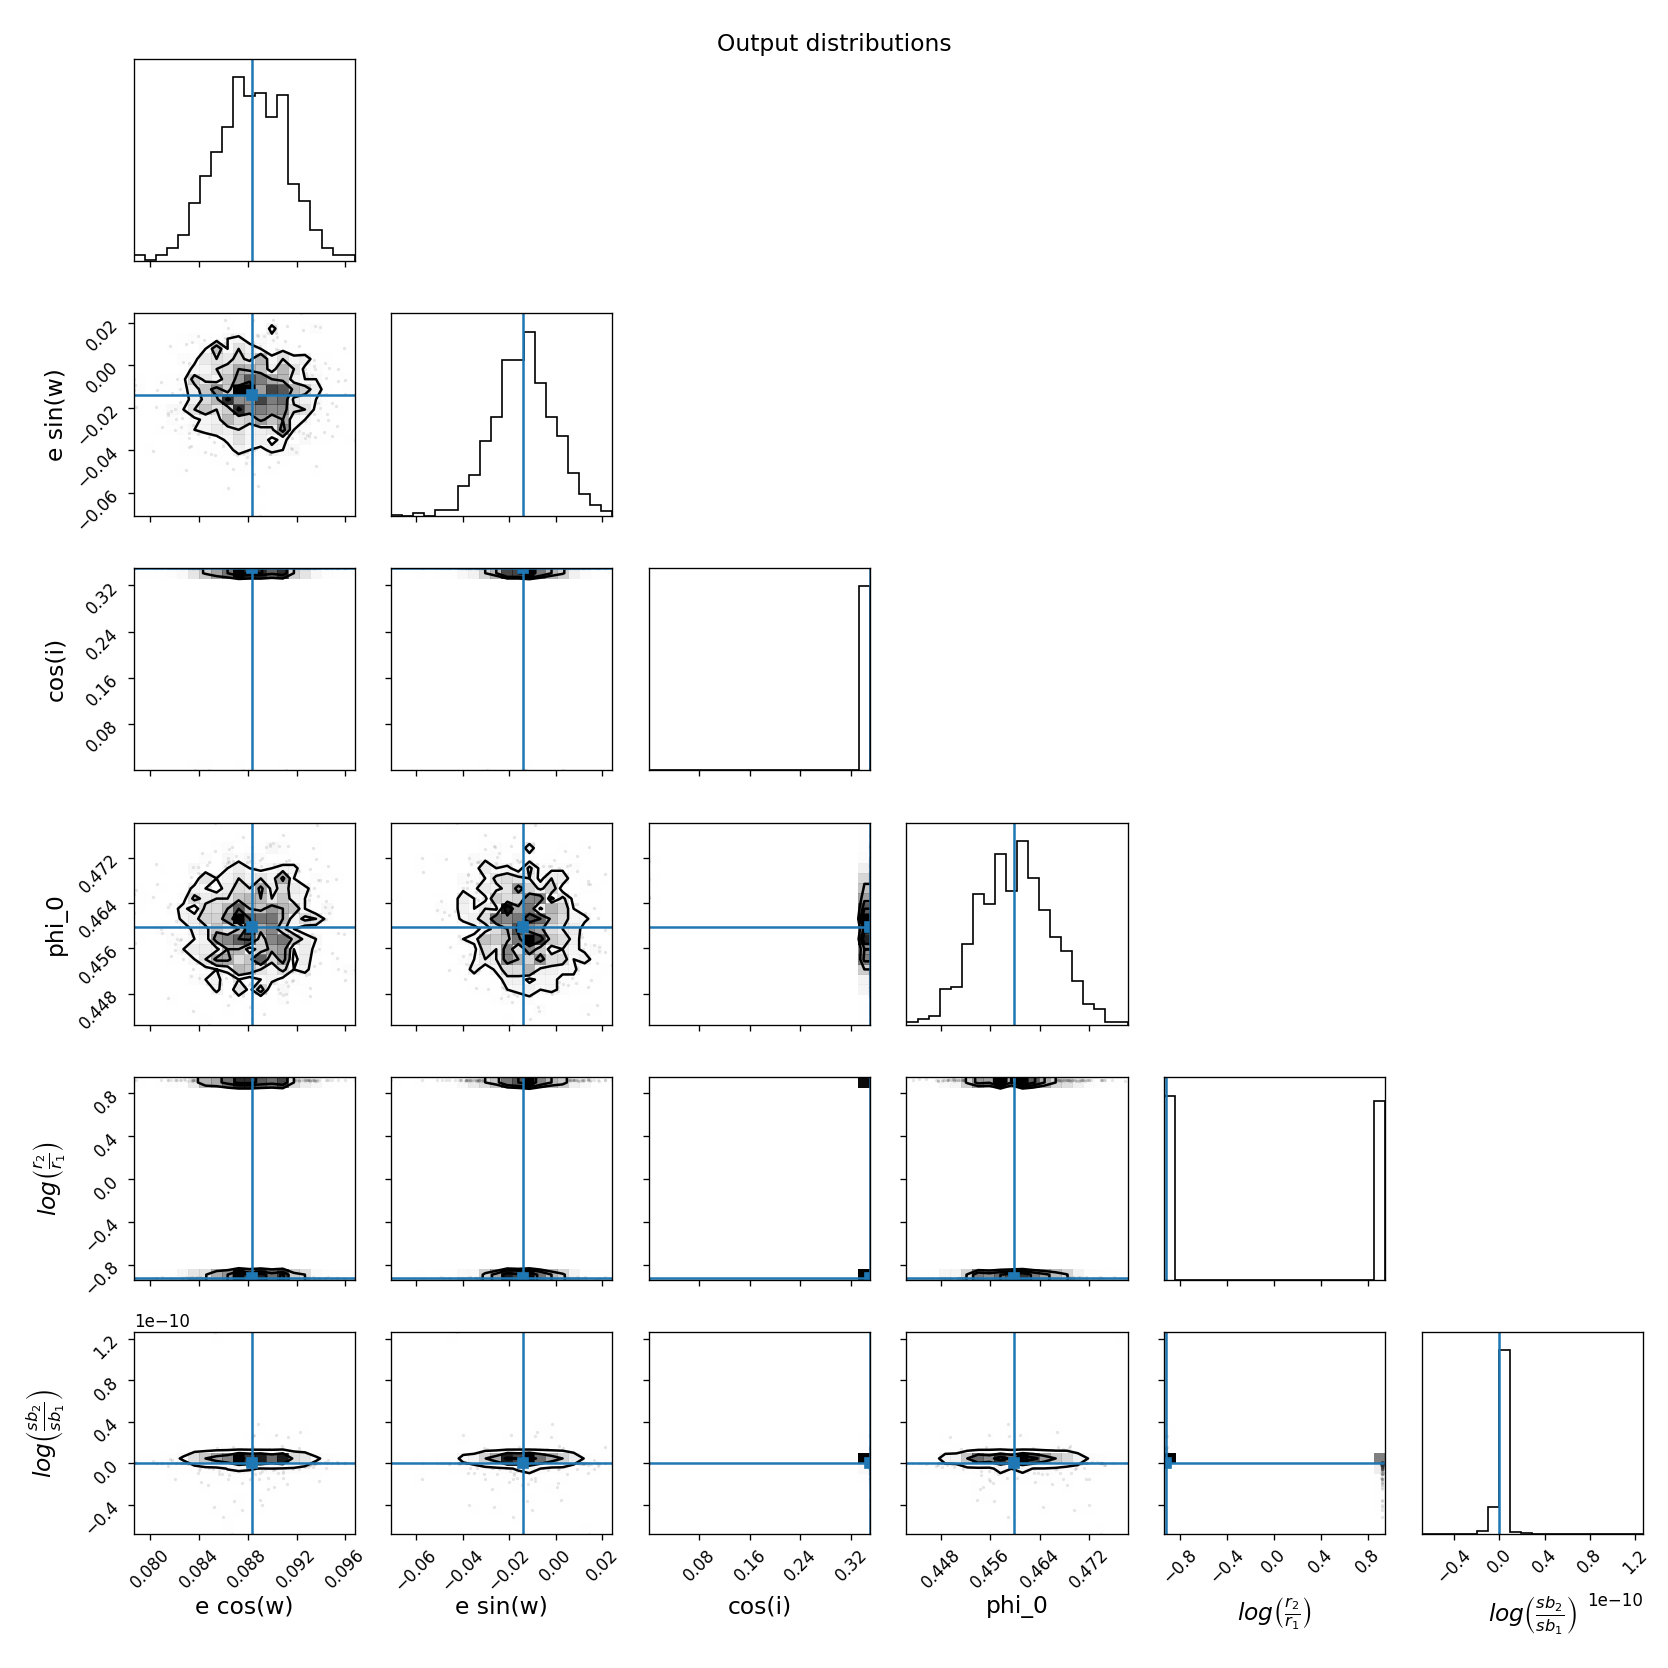 Output distributions
0.02
0.00
−0.02
−0.04
−0.06
e sin(w)
0.32
0.24
0.16
0.08
cos(i)
0.472
0.464
0.456
0.448
phi_0
0.8
0.4
0.0
−0.4
−0.8
log(r₂/r₁)
1e−10
1.2
0.8
0.4
0.0
−0.4
log(sb₂/sb₁)
0.080 0.084 0.088 0.092 0.096 −0.06 −0.04 −0.02 0.00 0.02 0.08 0.16 0.24 0.32 0.448 0.456 0.464 0.472 −0.8 −0.4 0.0 0.4 0.8 −0.4 0.0 0.4 0.8 1.2
1e−10
e cos(w) e sin(w) cos(i) phi_0 log(r₂/r₁) log(sb₂/sb₁)